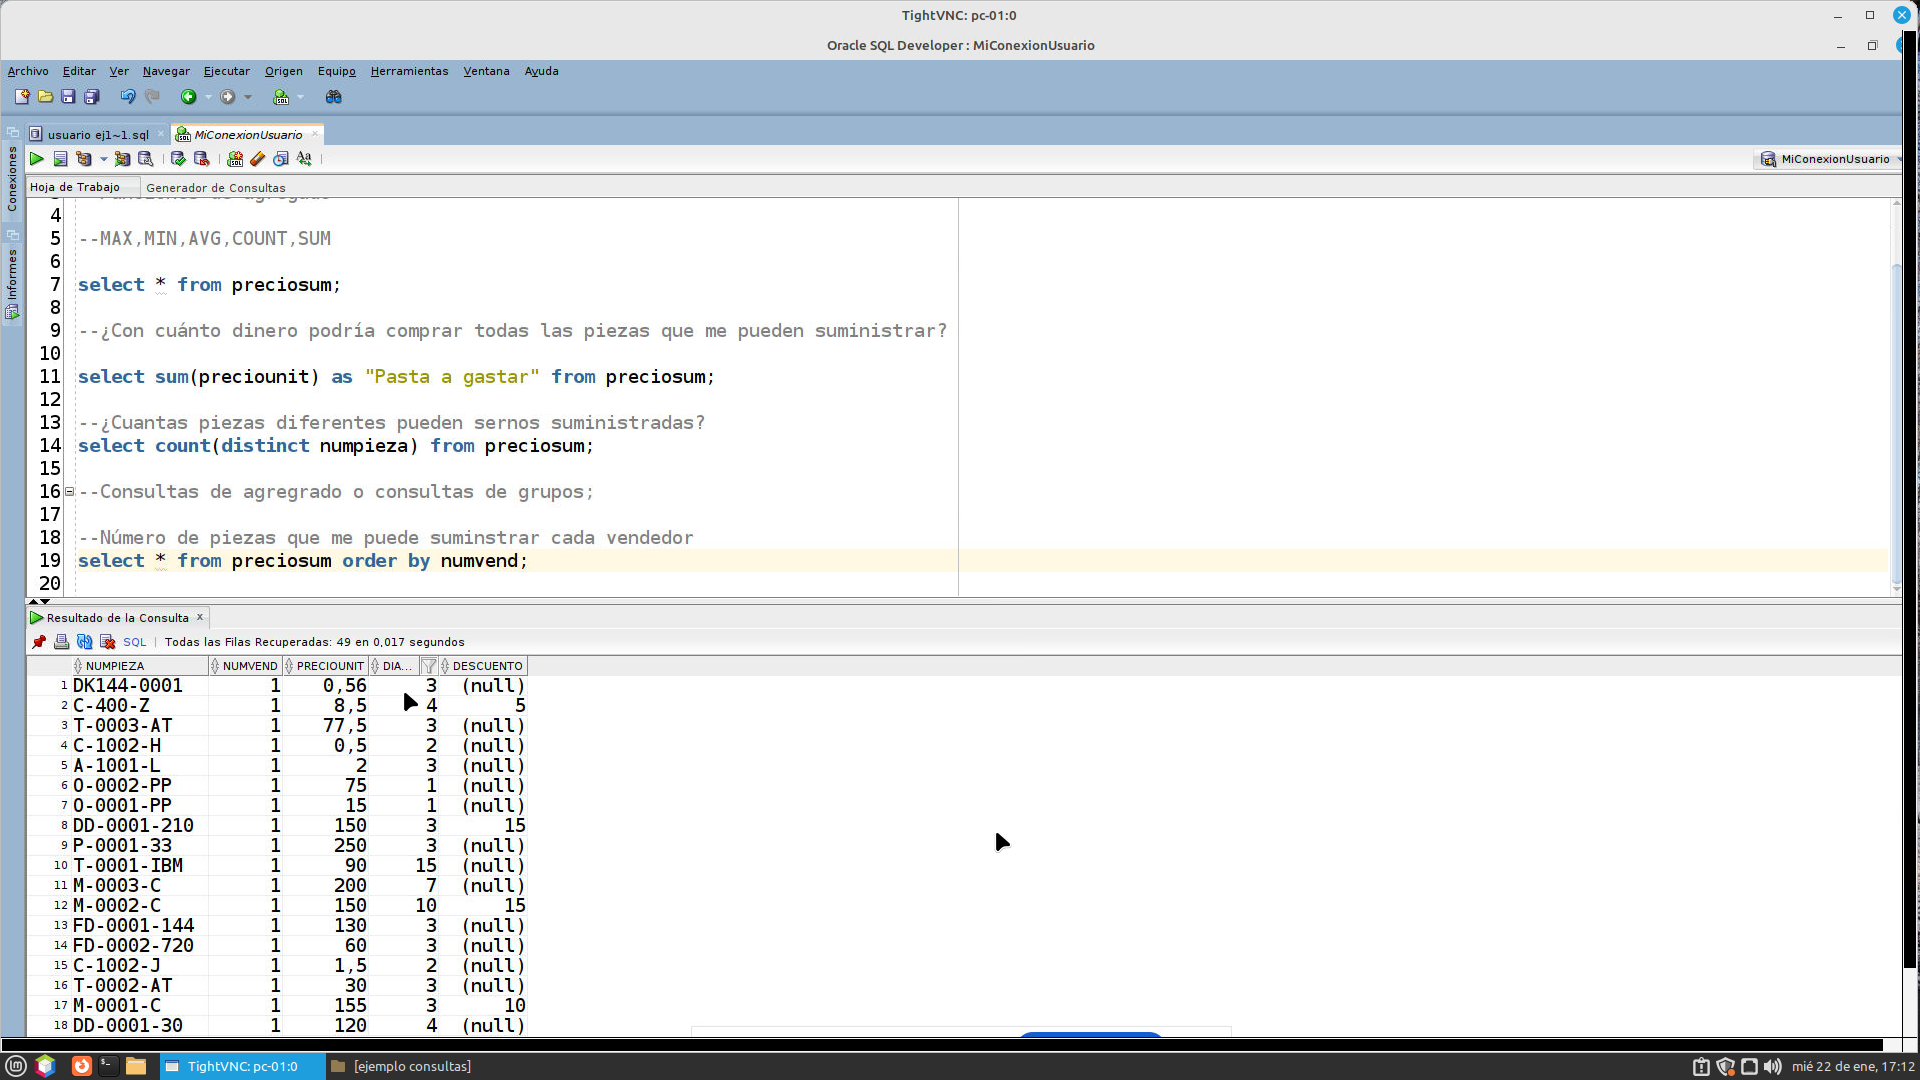 TightVNC: pc-01:0
Oracle SQL Developer : MiConexionUsuario
Archivo Editar Ver Navegar Ejecutar Origen Equipo Herramientas Ventana Ayuda
usuario ej1~1.sql
MiConexionUsuario
MiConexionUsuario
Conexiones
Informes
Hoja de Trabajo
Generador de Consultas
4
5 --MAX,MIN,AVG,COUNT,SUM
6
7 select * from preciosum;
8
9 --¿Con cuánto dinero podría comprar todas las piezas que me pueden suministrar?
10
11 select sum(preciounit) as "Pasta a gastar" from preciosum;
12
13 --¿Cuantas piezas diferentes pueden sernos suministradas?
14 select count(distinct numpieza) from preciosum;
15
16 --Consultas de agregrado o consultas de grupos;
17
18 --Número de piezas que me puede suminstrar cada vendedor
19 select * from preciosum order by numvend;
20
Resultado de la Consulta
SQL | Todas las Filas Recuperadas: 49 en 0,017 segundos
NUMPIEZA NUMVEND PRECIOUNIT DIA... DESCUENTO
1 DK144-0001 1 0,56 3 (null)
2 C-400-Z 1 8,5 4 5
3 T-0003-AT 1 77,5 3 (null)
4 C-1002-H 1 0,5 2 (null)
5 A-1001-L 1 2 3 (null)
6 O-0002-PP 1 75 1 (null)
7 O-0001-PP 1 15 1 (null)
8 DD-0001-210 1 150 3 15
9 P-0001-33 1 250 3 (null)
10 T-0001-IBM 1 90 15 (null)
11 M-0003-C 1 200 7 (null)
12 M-0002-C 1 150 10 15
13 FD-0001-144 1 130 3 (null)
14 FD-0002-720 1 60 3 (null)
15 C-1002-J 1 1,5 2 (null)
16 T-0002-AT 1 30 3 (null)
17 M-0001-C 1 155 3 10
18 DD-0001-30 1 120 4 (null)
TightVNC: pc-01:0
[ejemplo consultas]
mié 22 de ene, 17:12